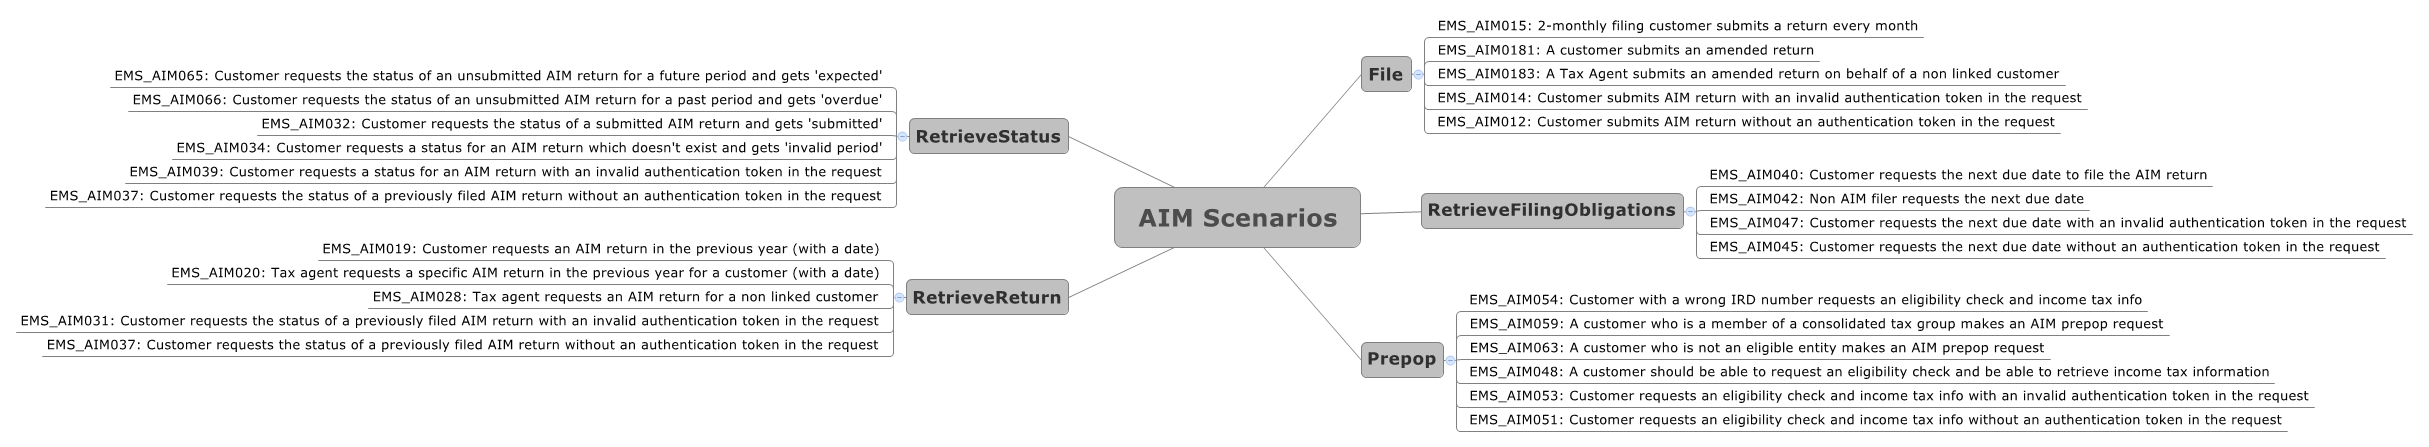 AIM Scenarios
File
EMS_AIM015: 2-monthly filing customer submits a return every month
EMS_AIM0181: A customer submits an amended return
EMS_AIM0183: A Tax Agent submits an amended return on behalf of a non linked customer
EMS_AIM014: Customer submits AIM return with an invalid authentication token in the request
EMS_AIM012: Customer submits AIM return without an authentication token in the request
RetrieveFilingObligations
EMS_AIM040: Customer requests the next due date to file the AIM return
EMS_AIM042: Non AIM filer requests the next due date
EMS_AIM047: Customer requests the next due date with an invalid authentication token in the request
EMS_AIM045: Customer requests the next due date without an authentication token in the request
Prepop
EMS_AIM054: Customer with a wrong IRD number requests an eligibility check and income tax info
EMS_AIM059: A customer who is a member of a consolidated tax group makes an AIM prepop request
EMS_AIM063: A customer who is not an eligible entity makes an AIM prepop request
EMS_AIM048: A customer should be able to request an eligibility check and be able to retrieve income tax information
EMS_AIM053: Customer requests an eligibility check and income tax info with an invalid authentication token in the request
EMS_AIM051: Customer requests an eligibility check and income tax info without an authentication token in the request
RetrieveStatus
EMS_AIM065: Customer requests the status of an unsubmitted AIM return for a future period and gets 'expected'
EMS_AIM066: Customer requests the status of an unsubmitted AIM return for a past period and gets 'overdue'
EMS_AIM032: Customer requests the status of a submitted AIM return and gets 'submitted'
EMS_AIM034: Customer requests a status for an AIM return which doesn't exist and gets 'invalid period'
EMS_AIM039: Customer requests a status for an AIM return with an invalid authentication token in the request
EMS_AIM037: Customer requests the status of a previously filed AIM return without an authentication token in the request
RetrieveReturn
EMS_AIM019: Customer requests an AIM return in the previous year (with a date)
EMS_AIM020: Tax agent requests a specific AIM return in the previous year for a customer (with a date)
EMS_AIM028: Tax agent requests an AIM return for a non linked customer
EMS_AIM031: Customer requests the status of a previously filed AIM return with an invalid authentication token in the request
EMS_AIM037: Customer requests the status of a previously filed AIM return without an authentication token in the request